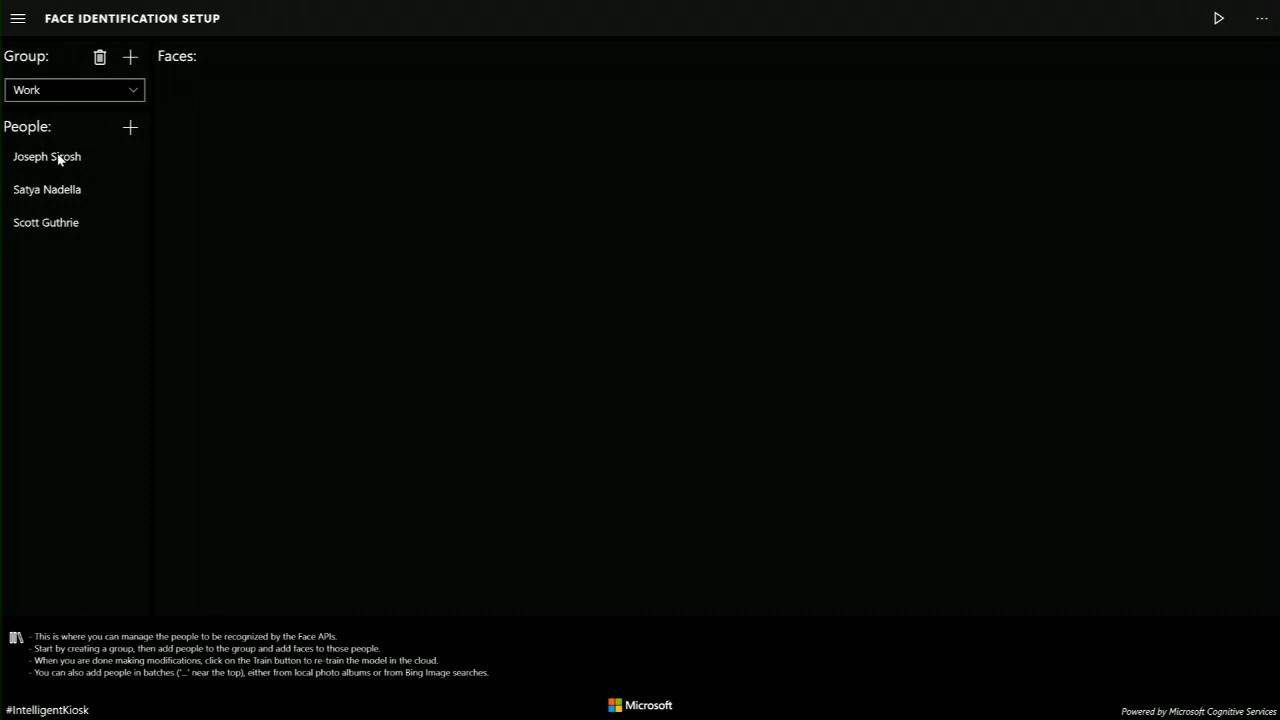 FACE IDENTIFICATION SETUP
Group:
Faces:
Work
People:
Joseph Sirosh
Satya Nadella
Scott Guthrie
- This is where you can manage the people to be recognized by the Face APIs.
- Start by creating a group, then add people to the group and add faces to those people.
- When you are done making modifications, click on the Train button to re-train the model in the cloud.
- You can also add people in batches ('...' near the top), either from local photo albums or from Bing Image searches.
#IntelligentKiosk
Microsoft
Powered by Microsoft Cognitive Services